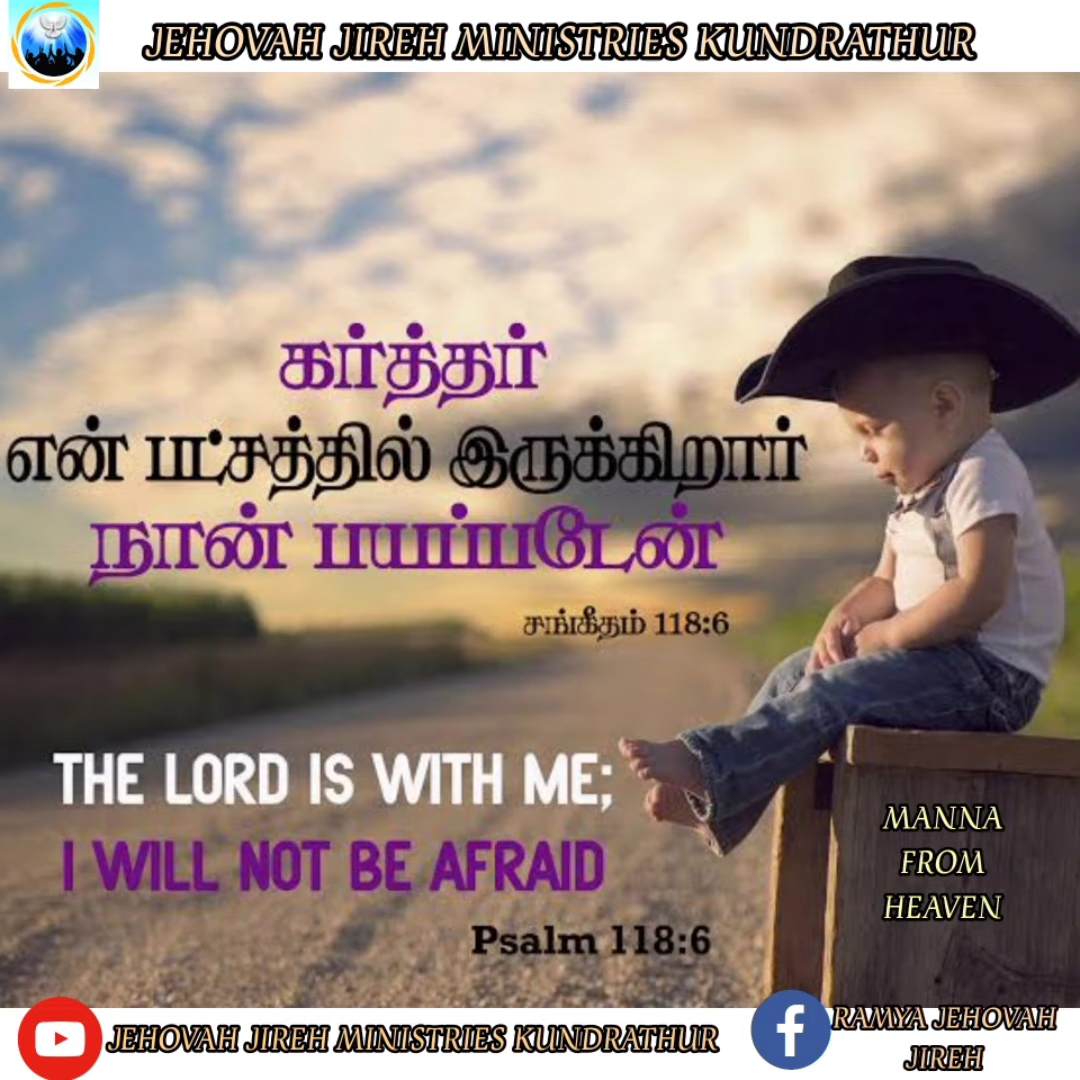 JEHOVAH JIREH MINISTRIES KUNDRATHUR
கர்த்தர்
என் பட்சத்தில் இருக்கிறார்
நான் பயப்படேன்
சங்கீதம் 118:6
THE LORD IS WITH ME;
I WILL NOT BE AFRAID
Psalm 118:6
MANNA
FROM
HEAVEN
JEHOVAH JIREH MINISTRIES KUNDRATHUR
RAMYA JEHOVAH
JIREH